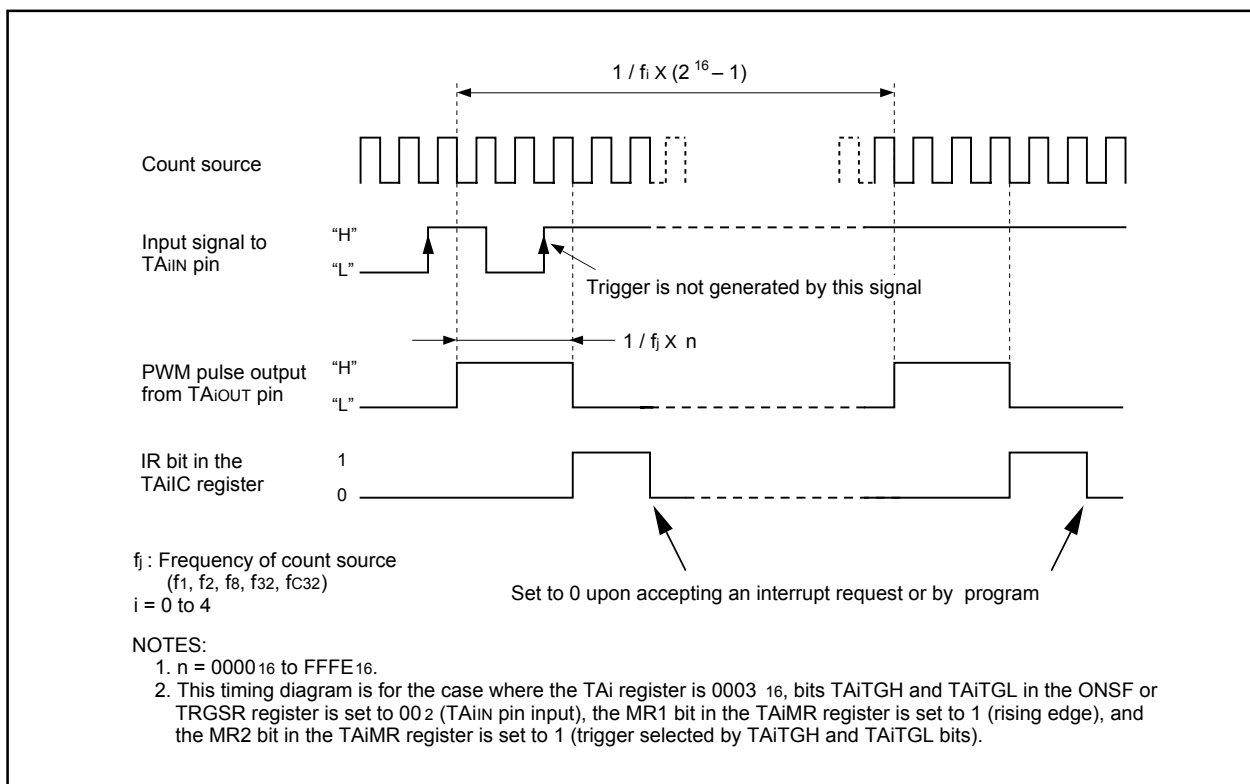 1 / fi X (2 16 – 1)
Count source
Input signal to
TAiIN pin
“H”
“L”
Trigger is not generated by this signal
1 / fj X n
PWM pulse output
from TAiOUT pin
“H”
“L”
IR bit in the
TAiIC register
1
0
fj : Frequency of count source
(f1, f2, f8, f32, fC32)
i = 0 to 4
Set to 0 upon accepting an interrupt request or by program
NOTES:
1. n = 0000 16 to FFFE 16.
2. This timing diagram is for the case where the TAi register is 0003 16, bits TAiTGH and TAiTGL in the ONSF or
TRGSR register is set to 00 2 (TAiIN pin input), the MR1 bit in the TAiMR register is set to 1 (rising edge), and
the MR2 bit in the TAiMR register is set to 1 (trigger selected by TAiTGH and TAiTGL bits).